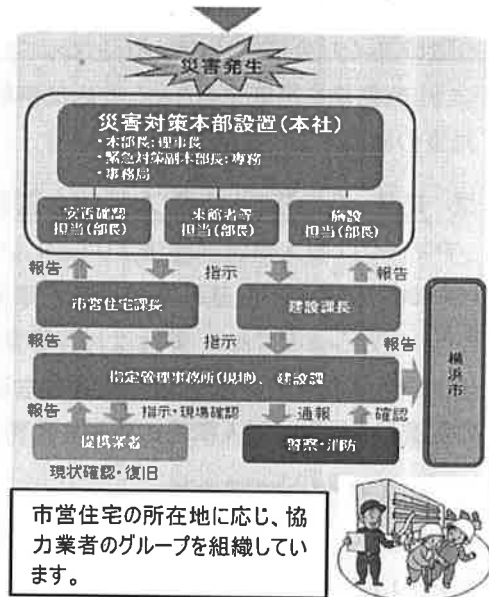 災害発生
災害対策本部設置(本社)
・本部長:理事長
・緊急対策副本部長:専務
・事務局
安否確認
担当(部長)
来館者等
担当(部長)
施設
担当(部長)
報告
指示
報告
市営住宅課長
建設課長
報告
指示
報告
指定管理事務所(現地)、建設課
横浜市
報告
指示・現場確認
通報
確認
提携業者
警察・消防
現状確認・復旧
市営住宅の所在地に応じ、協
力業者のグループを組織してい
ます。